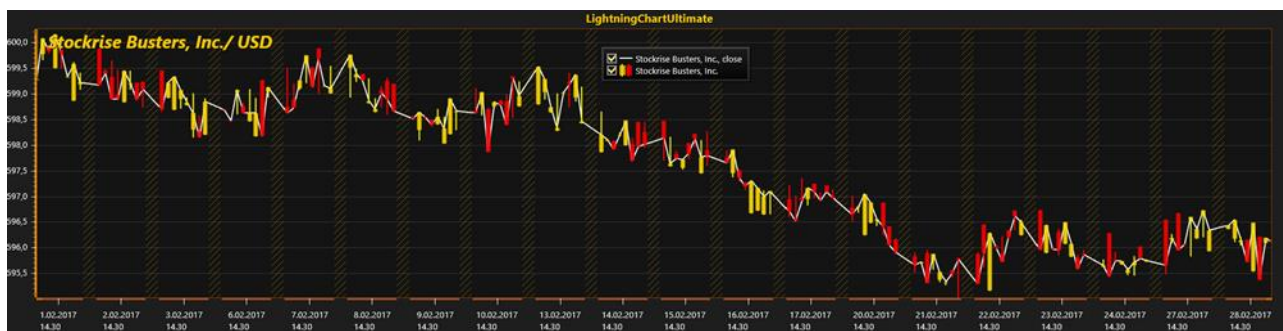 LightningChartUltimate
Stockrise Busters, Inc./ USD
Stockrise Busters, Inc., close
Stockrise Busters, Inc.
600,0
599,5
599,0
598,5
598,0
597,5
597,0
596,5
596,0
595,5
1.02.2017 2.02.2017 3.02.2017 6.02.2017 7.02.2017 8.02.2017 9.02.2017 10.02.2017 13.02.2017 14.02.2017 15.02.2017 16.02.2017 17.02.2017 20.02.2017 21.02.2017 22.02.2017 23.02.2017 24.02.2017 27.02.2017 28.02.2017
14.30 14.30 14.30 14.30 14.30 14.30 14.30 14.30 14.30 14.30 14.30 14.30 14.30 14.30 14.30 14.30 14.30 14.30 14.30 14.30